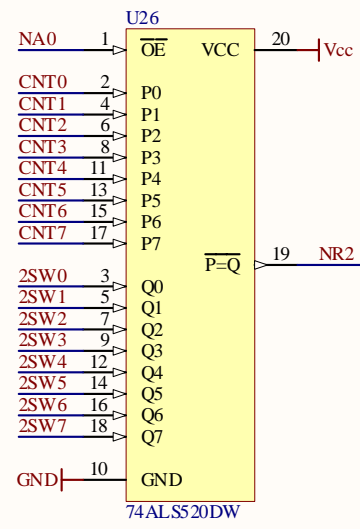 U26
NA0 1 OE VCC 20 Vcc
CNT0 2 P0
CNT1 4 P1
CNT2 6 P2
CNT3 8 P3
CNT4 11 P4
CNT5 13 P5
CNT6 15 P6
CNT7 17 P7
P=Q 19 NR2
2SW0 3 Q0
2SW1 5 Q1
2SW2 7 Q2
2SW3 9 Q3
2SW4 12 Q4
2SW5 14 Q5
2SW6 16 Q6
2SW7 18 Q7
GND 10 GND
74ALS520DW